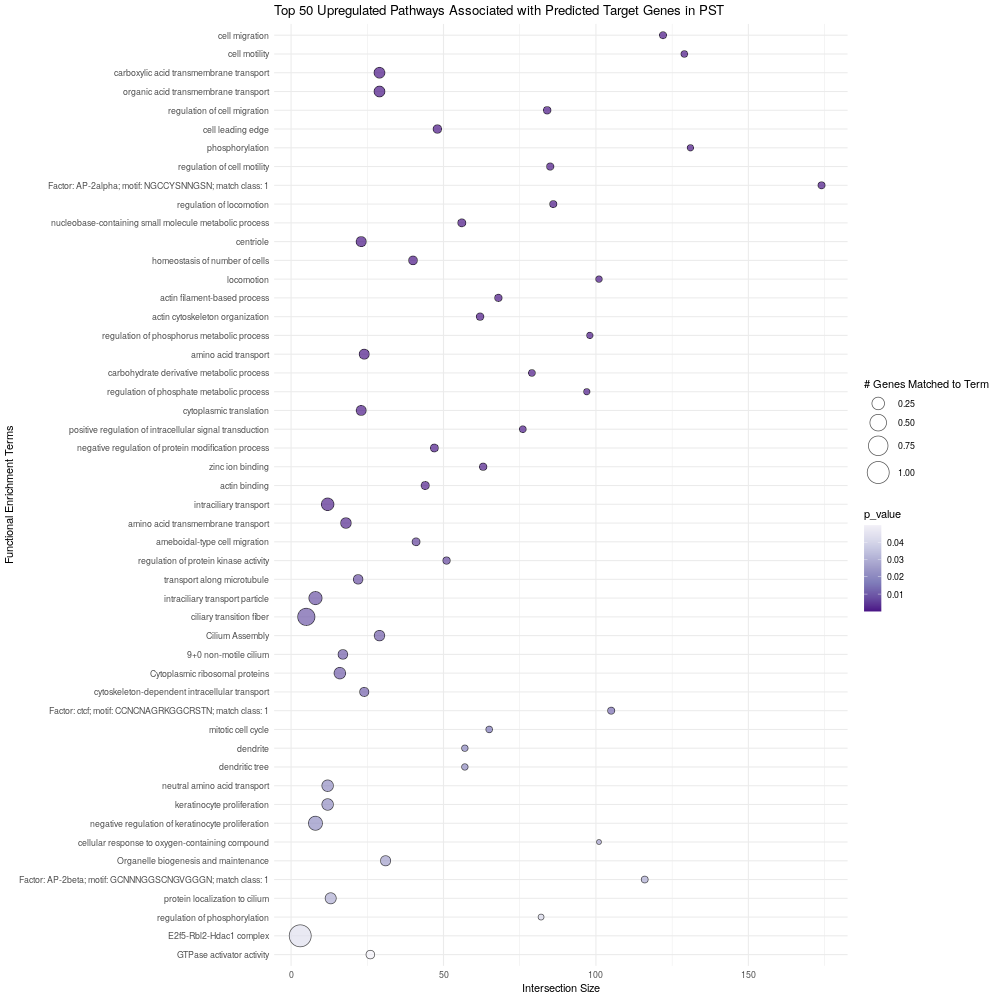 Top 50 Upregulated Pathways Associated with Predicted Target Genes in PST
Functional Enrichment Terms
cell migration
cell motility
carboxylic acid transmembrane transport
organic acid transmembrane transport
regulation of cell migration
cell leading edge
phosphorylation
regulation of cell motility
Factor: AP-2alpha; motif: NGCCYSNNGSN; match class: 1
regulation of locomotion
nucleobase-containing small molecule metabolic process
centriole
homeostasis of number of cells
locomotion
actin filament-based process
actin cytoskeleton organization
regulation of phosphorus metabolic process
amino acid transport
carbohydrate derivative metabolic process
regulation of phosphate metabolic process
cytoplasmic translation
positive regulation of intracellular signal transduction
negative regulation of protein modification process
zinc ion binding
actin binding
intraciliary transport
amino acid transmembrane transport
ameboidal-type cell migration
regulation of protein kinase activity
transport along microtubule
intraciliary transport particle
ciliary transition fiber
Cilium Assembly
9+0 non-motile cilium
Cytoplasmic ribosomal proteins
cytoskeleton-dependent intracellular transport
Factor: ctcf; motif: CCNCNAGRKGGCRSTN; match class: 1
mitotic cell cycle
dendrite
dendritic tree
neutral amino acid transport
keratinocyte proliferation
negative regulation of keratinocyte proliferation
cellular response to oxygen-containing compound
Organelle biogenesis and maintenance
Factor: AP-2beta; motif: GCNNNGGSCNGVGGGN; match class: 1
protein localization to cilium
regulation of phosphorylation
E2f5-Rbl2-Hdac1 complex
GTPase activator activity
0 50 100 150
Intersection Size
# Genes Matched to Term
0.25
0.50
0.75
1.00
p_value
0.04
0.03
0.02
0.01